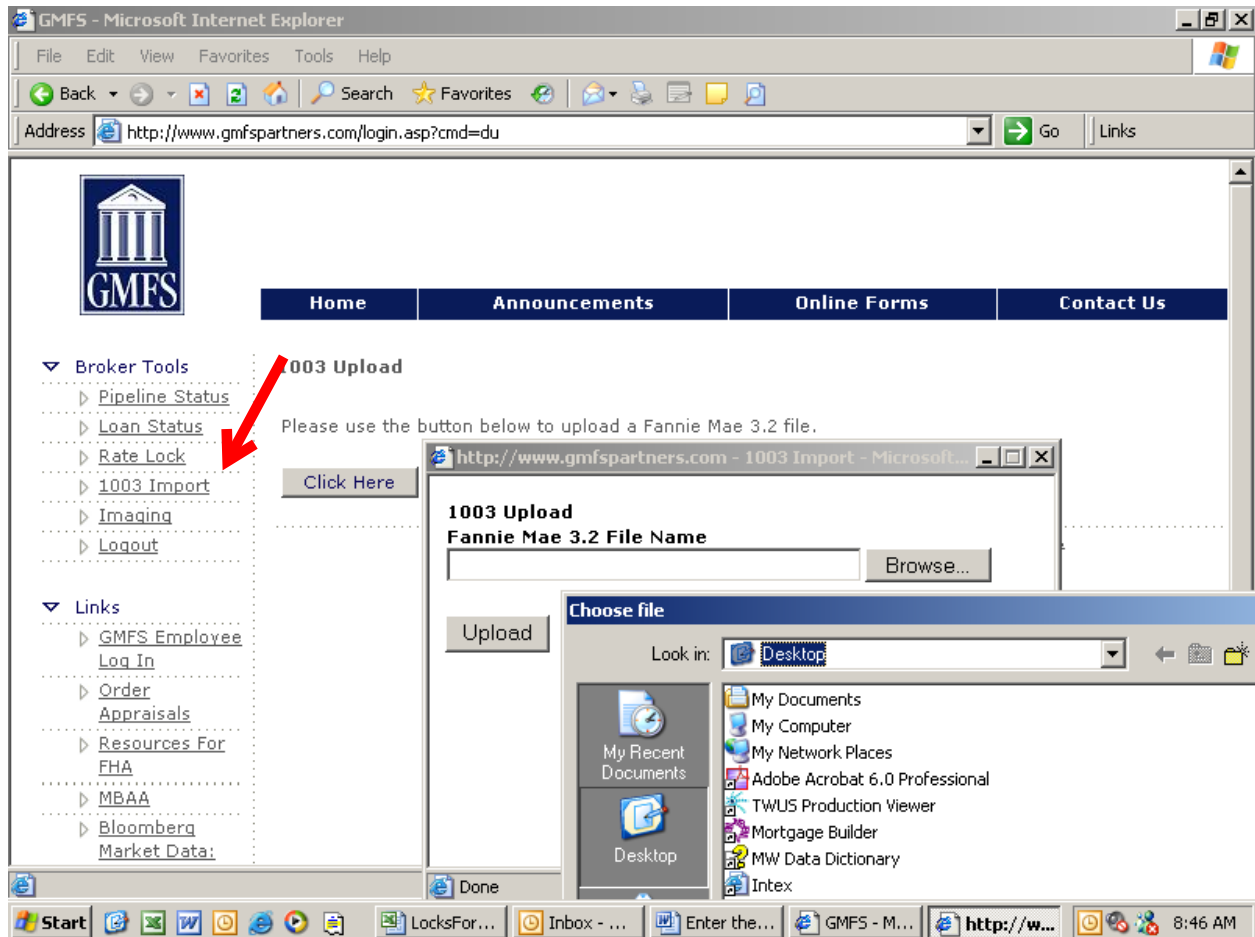 GMFS - Microsoft Internet Explorer
File Edit View Favorites Tools Help
Back Search Favorites
Address http://www.gmfspartners.com/login.asp?cmd=du Go Links
GMFS
Home Announcements Online Forms Contact Us
Broker Tools
Pipeline Status
Loan Status
Rate Lock
1003 Import
Imaging
Logout
Links
GMFS Employee
Log In
Order
Appraisals
Resources For
FHA
MBAA
Bloomberg
Market Data:
1003 Upload
Please use the button below to upload a Fannie Mae 3.2 file.
Click Here
http://www.gmfspartners.com - 1003 Import - Microsoft...
1003 Upload
Fannie Mae 3.2 File Name
Browse...
Upload
Done
Choose file
Look in: Desktop
My Recent
Documents
Desktop
My Documents
My Computer
My Network Places
Adobe Acrobat 6.0 Professional
TWUS Production Viewer
Mortgage Builder
MW Data Dictionary
Intex
Start LocksFor... Inbox - ... Enter the... GMFS - M... http://w... 8:46 AM